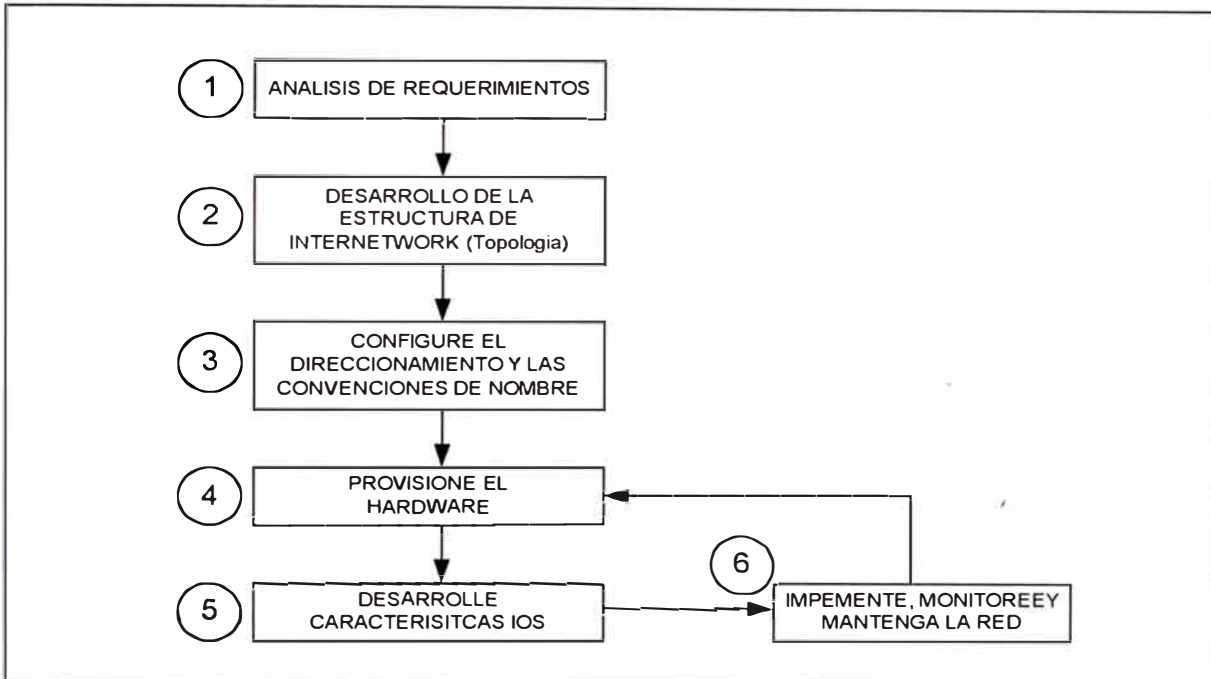 1
ANALISIS DE REQUERIMIENTOS
2
DESARROLLO DE LA
ESTRUCTURA DE
INTERNETWORK (Topologia)
3
CONFIGURE EL
DIRECCIONAMIENTO Y LAS
CONVENCIONES DE NOMBRE
4
PROVISIONE EL
HARDWARE
5
DESARROLLE
CARACTERISITCAS IOS
6
IMPEMENTE, MONITOREEY
MANTENGA LA RED